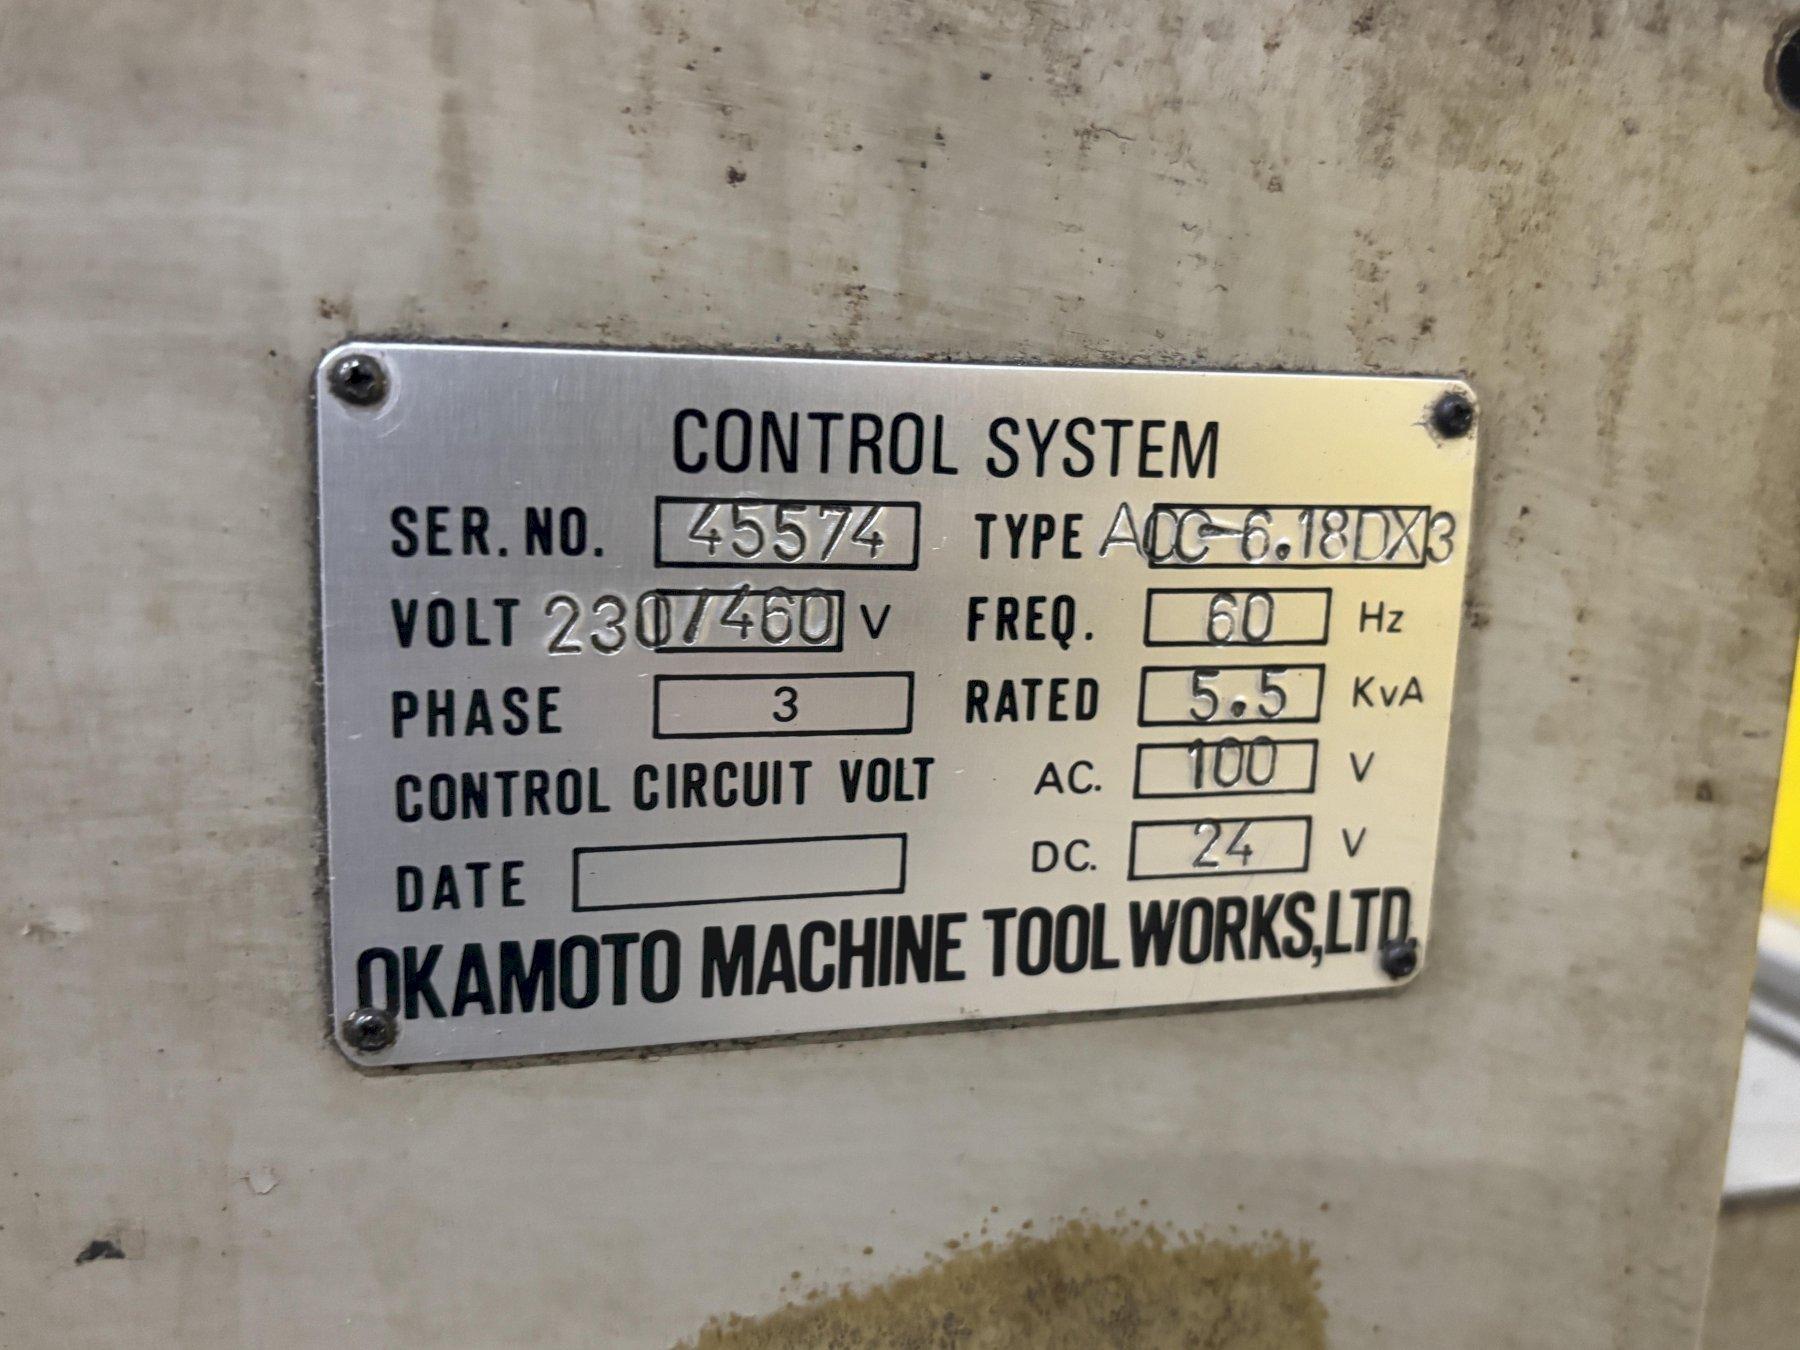 CONTROL SYSTEM
SER. NO. 45574 TYPE ACC-6.18DX3
VOLT 230/460 V FREQ. 60 Hz
PHASE 3 RATED 5.5 KVA
CONTROL CIRCUIT VOLT AC. 100 V
DATE DC. 24 V
OKAMOTO MACHINE TOOL WORKS,LTD.